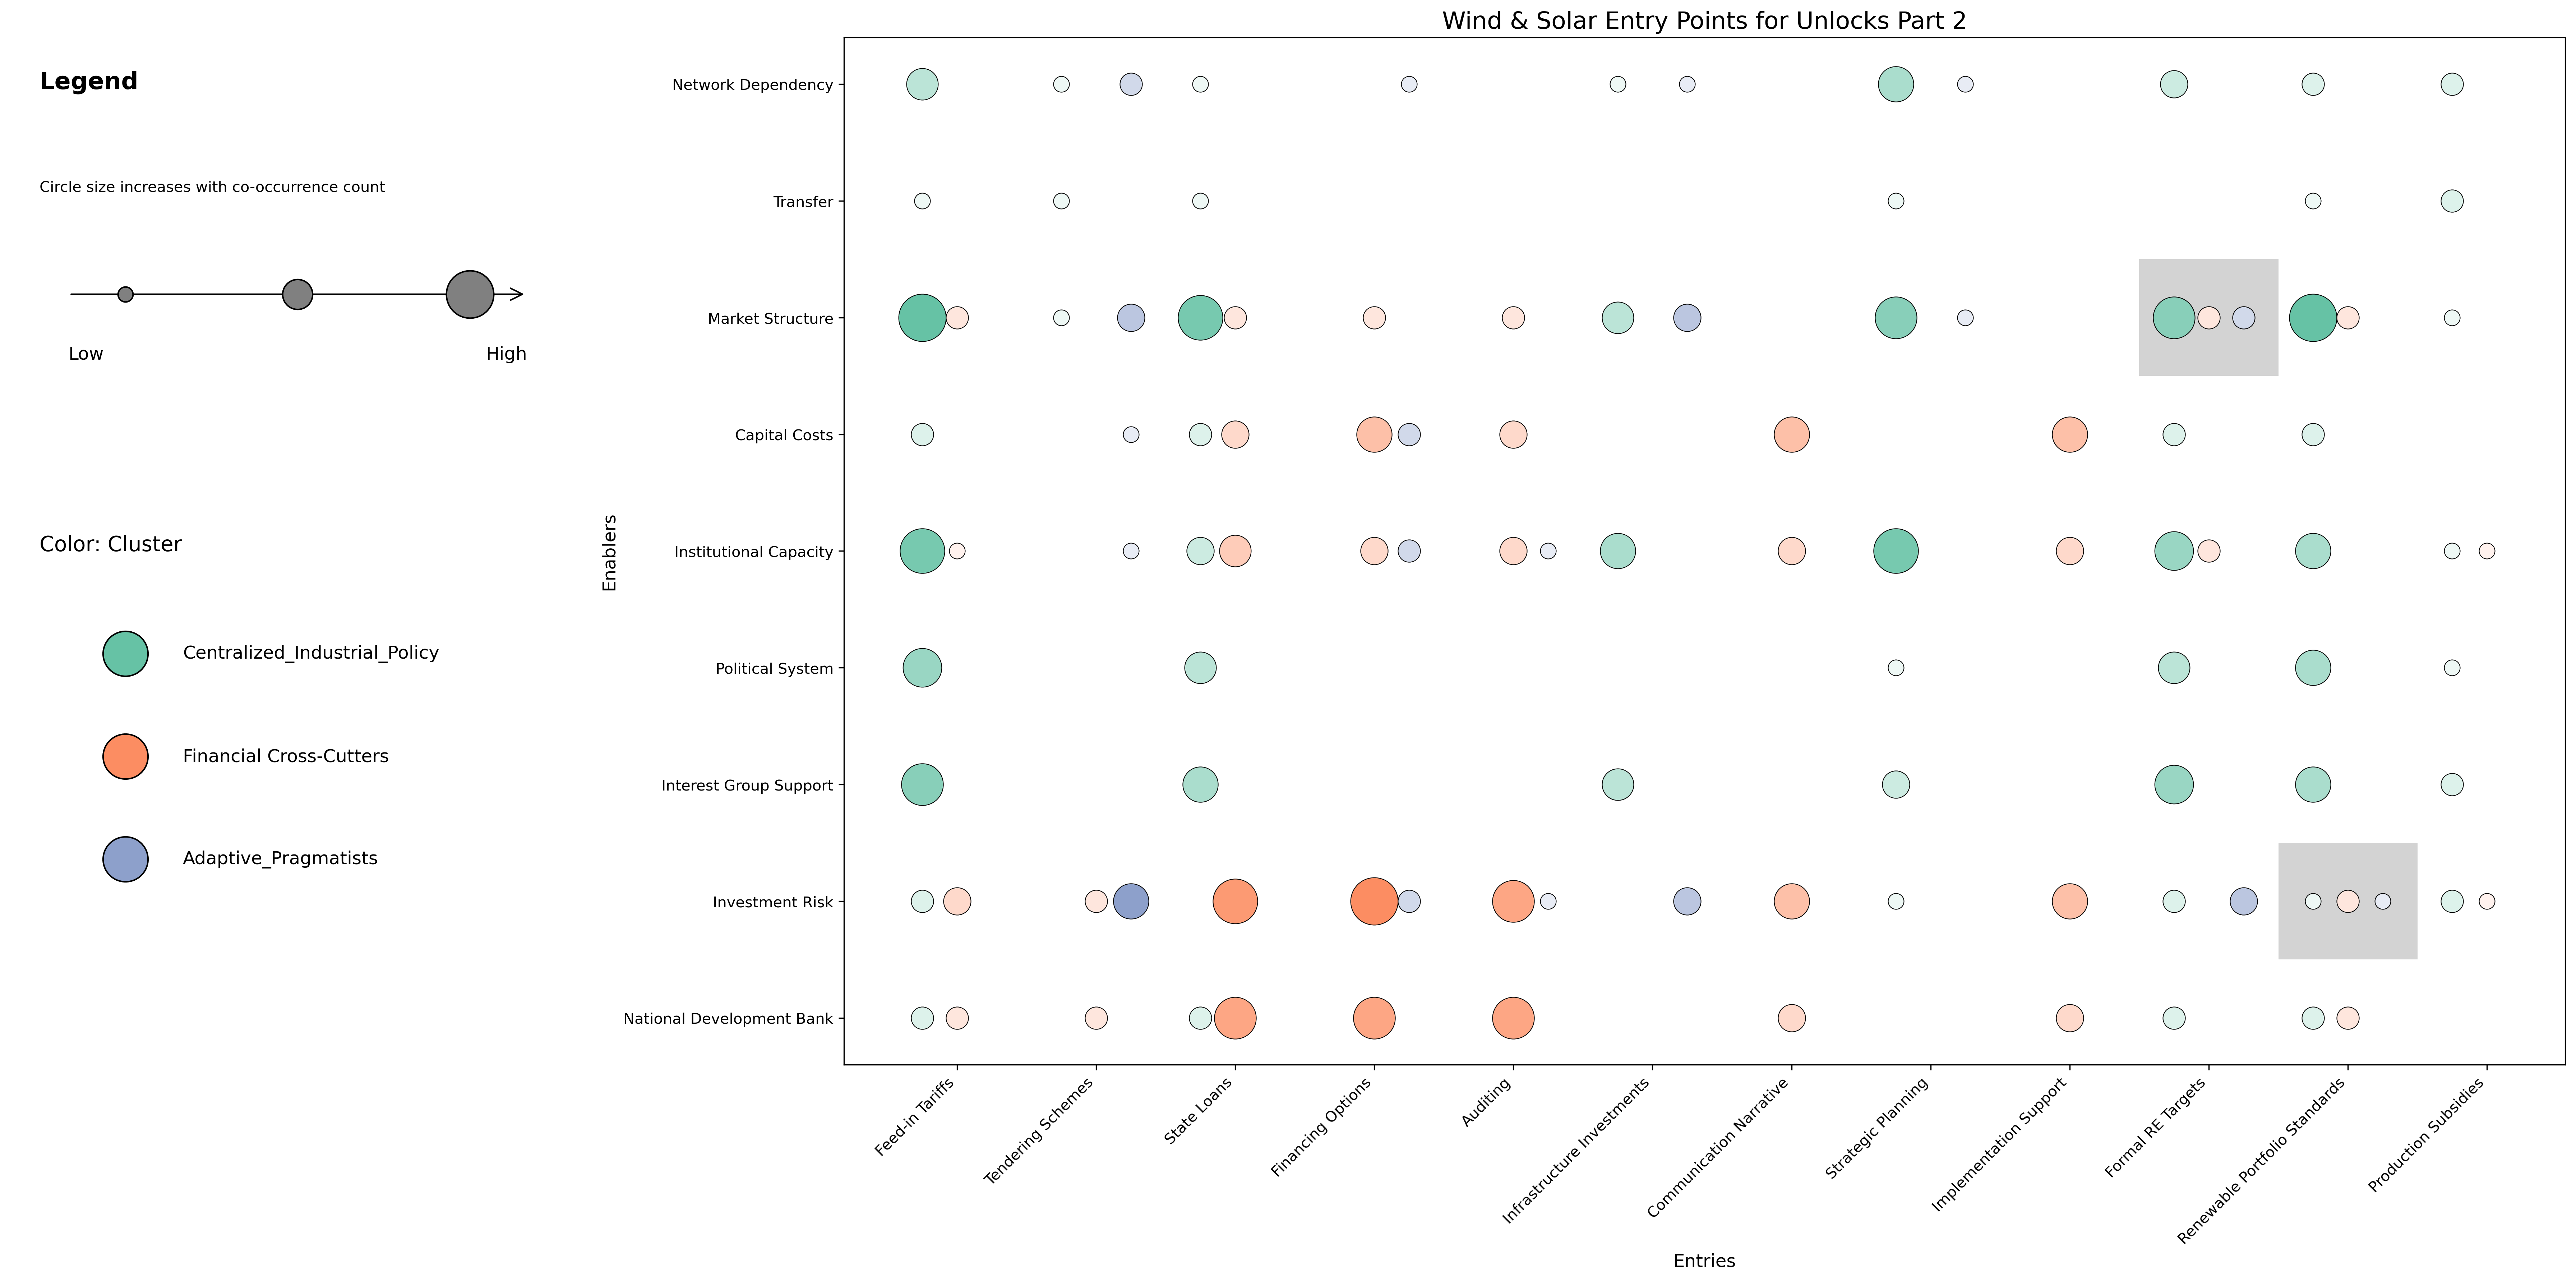 Wind & Solar Entry Points for Unlocks Part 2
Legend
Circle size increases with co-occurrence count
Low
High
Color: Cluster
Centralized_Industrial_Policy
Financial Cross-Cutters
Adaptive_Pragmatists
Enablers
Network Dependency
Transfer
Market Structure
Capital Costs
Institutional Capacity
Political System
Interest Group Support
Investment Risk
National Development Bank
Feed-in Tariffs
Tendering Schemes
State Loans
Financing Options
Auditing
Infrastructure Investments
Communication Narrative
Strategic Planning
Implementation Support
Formal RE Targets
Renewable Portfolio Standards
Production Subsidies
Entries